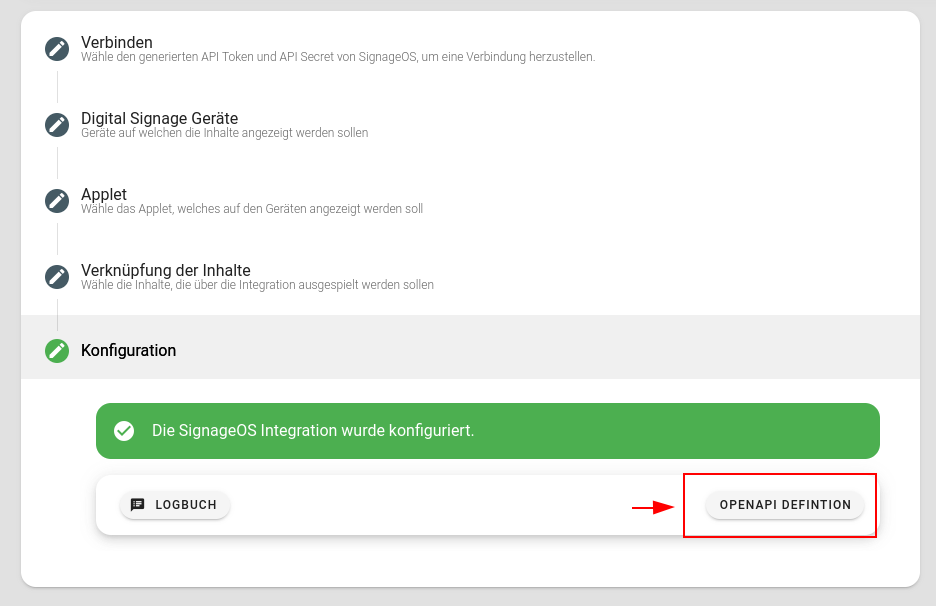 Verbinden
Wähle den generierten API Token und API Secret von SignageOS, um eine Verbindung herzustellen.
Digital Signage Geräte
Geräte auf welchen die Inhalte angezeigt werden sollen
Applet
Wähle das Applet, welches auf den Geräten angezeigt werden soll
Verknüpfung der Inhalte
Wähle die Inhalte, die über die Integration ausgespielt werden sollen
Konfiguration
Die SignageOS Integration wurde konfiguriert.
LOGBUCH
OPENAPI DEFINTION